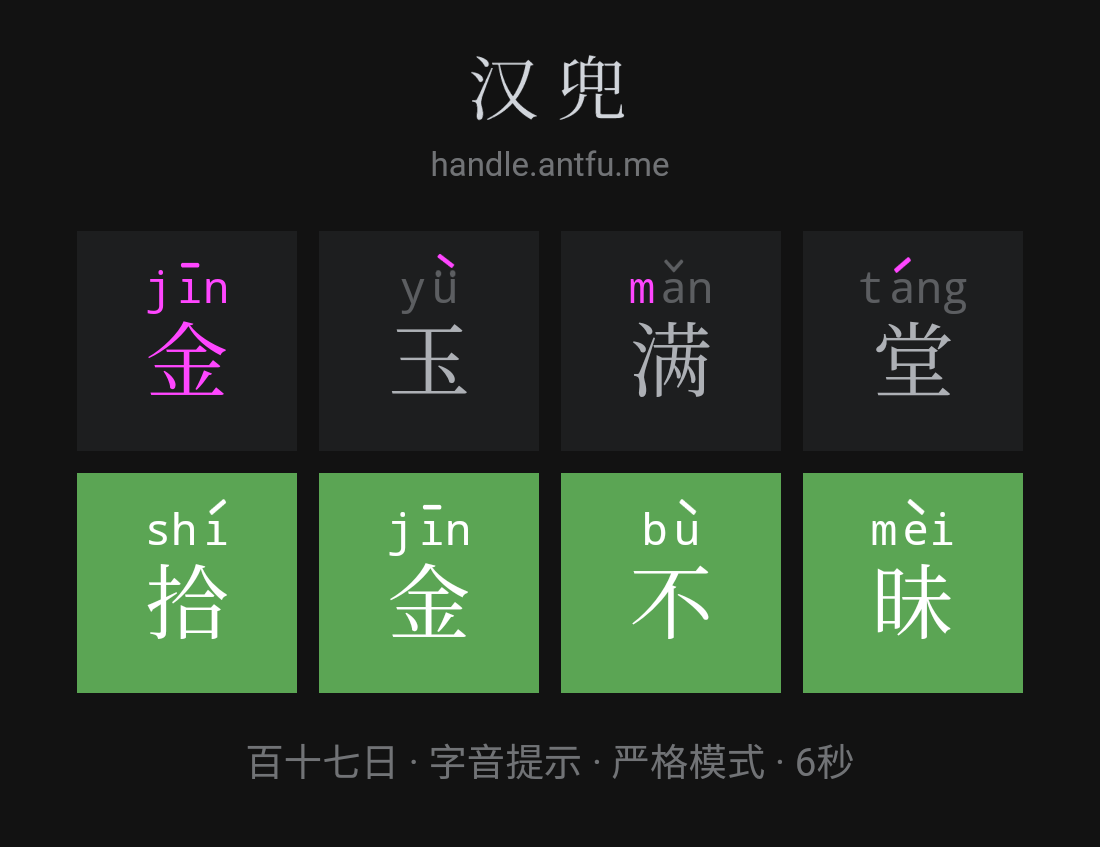 汉兜
handle.antfu.me
jīn yǜ mǎn táng
金 玉 满 堂
shí jīn bù mèi
拾 金 不 昧
百十七日 · 字音提示 · 严格模式 · 6秒